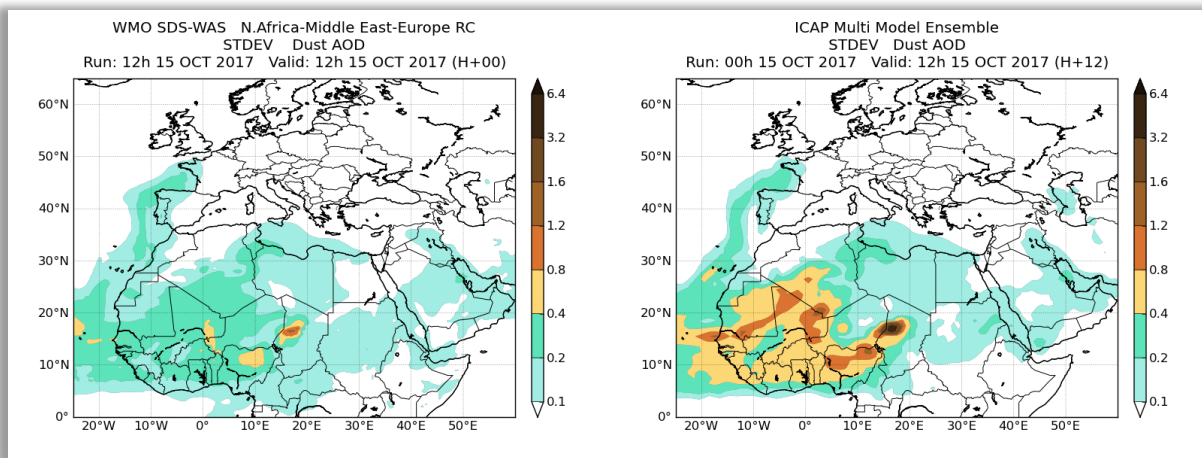 WMO SDS-WAS   N.Africa-Middle East-Europe RC
STDEV    Dust AOD
Run: 12h 15 OCT 2017   Valid: 12h 15 OCT 2017 (H+00)
60°N
50°N
40°N
30°N
20°N
10°N
0°
20°W
10°W
0°
10°E
20°E
30°E
40°E
50°E
6.4
3.2
1.6
1.2
0.8
0.4
0.2
0.1
ICAP Multi Model Ensemble
STDEV   Dust AOD
Run: 00h 15 OCT 2017   Valid: 12h 15 OCT 2017 (H+12)
60°N
50°N
40°N
30°N
20°N
10°N
0°
20°W
10°W
0°
10°E
20°E
30°E
40°E
50°E
6.4
3.2
1.6
1.2
0.8
0.4
0.2
0.1